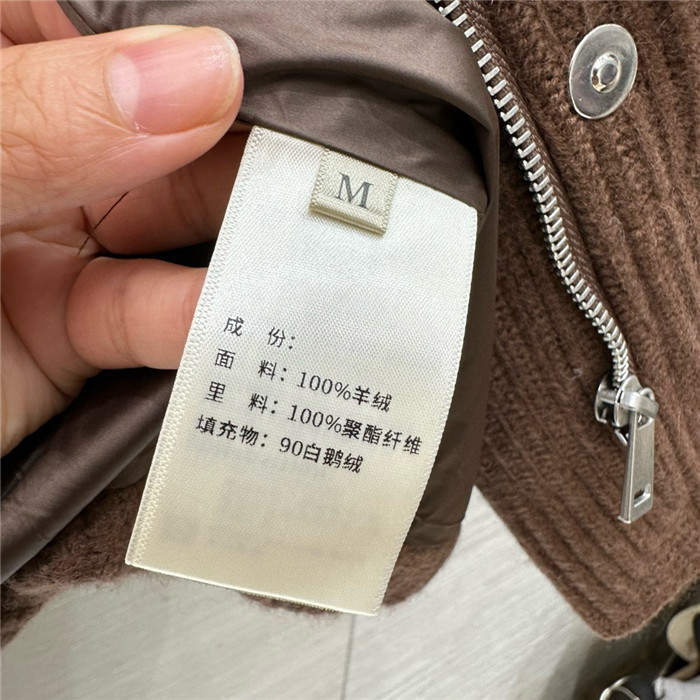 M
成 份：
面 料：100%羊绒
里 料：100%聚酯纤维
填充物：90白鹅绒